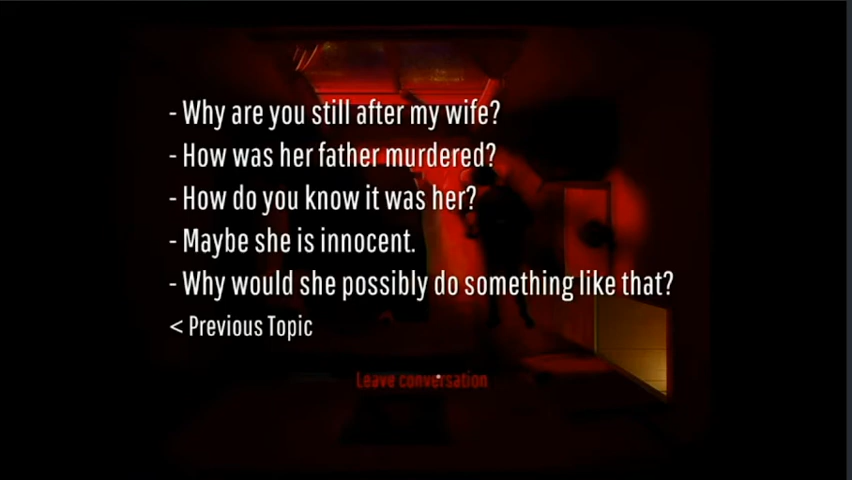 - Why are you still after my wife?
- How was her father murdered?
- How do you know it was her?
- Maybe she is innocent.
- Why would she possibly do something like that?
< Previous Topic
Leave conversation